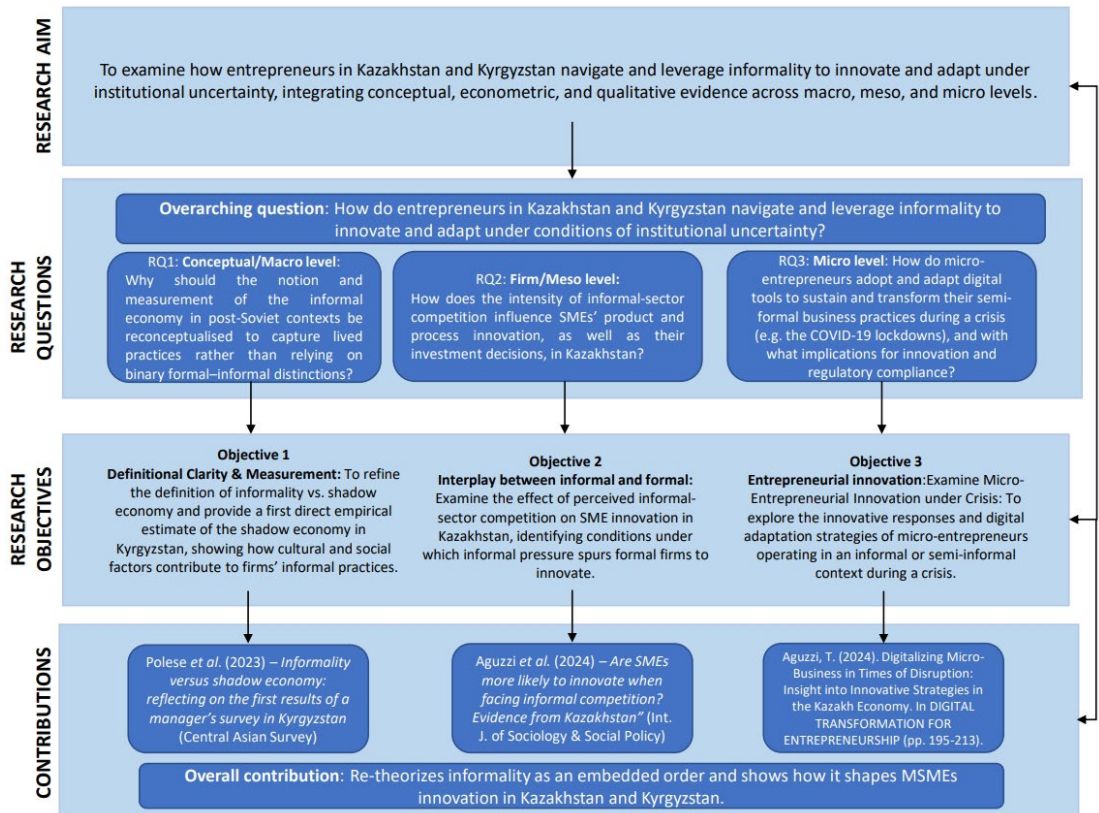 RESEARCH AIM
To examine how entrepreneurs in Kazakhstan and Kyrgyzstan navigate and leverage informality to innovate and adapt under
institutional uncertainty, integrating conceptual, econometric, and qualitative evidence across macro, meso, and micro levels.
RESEARCH
QUESTIONS
Overarching question: How do entrepreneurs in Kazakhstan and Kyrgyzstan navigate and leverage informality to
innovate and adapt under conditions of institutional uncertainty?
RQ1: Conceptual/Macro level:
Why should the notion and
measurement of the informal
economy in post-Soviet contexts be
reconceptualised to capture lived
practices rather than relying on
binary formal–informal distinctions?
RQ2: Firm/Meso level:
How does the intensity of informal-sector
competition influence SMEs’ product and
process innovation, as well as their
investment decisions, in Kazakhstan?
RQ3: Micro level: How do micro-
entrepreneurs adopt and adapt digital
tools to sustain and transform their semi-
formal business practices during a crisis
(e.g. the COVID-19 lockdowns), and with
what implications for innovation and
regulatory compliance?
RESEARCH
OBJECTIVES
Objective 1
Definitional Clarity & Measurement: To refine
the definition of informality vs. shadow
economy and provide a first direct empirical
estimate of the shadow economy in
Kyrgyzstan, showing how cultural and social
factors contribute to firms’ informal practices.
Objective 2
Interplay between informal and formal:
Examine the effect of perceived informal-
sector competition on SME innovation in
Kazakhstan, identifying conditions under
which informal pressure spurs formal firms to
innovate.
Objective 3
Entrepreneurial innovation:Examine Micro-
Entrepreneurial Innovation under Crisis: To
explore the innovative responses and digital
adaptation strategies of micro-entrepreneurs
operating in an informal or semi-informal
context during a crisis.
CONTRIBUTIONS
Polese et al. (2023) – Informality
versus shadow economy:
reflecting on the first results of a
manager’s survey in Kyrgyzstan
(Central Asian Survey)
Aguzzi et al. (2024) – Are SMEs
more likely to innovate when
facing informal competition?
Evidence from Kazakhstan” (Int.
J. of Sociology & Social Policy)
Aguzzi, T. (2024). Digitalizing Micro-
Business in Times of Disruption:
Insight into Innovative Strategies in
the Kazakh Economy. In DIGITAL
TRANSFORMATION FOR
ENTREPRENEURSHIP (pp. 195-213).
Overall contribution: Re-theorizes informality as an embedded order and shows how it shapes MSMEs
innovation in Kazakhstan and Kyrgyzstan.